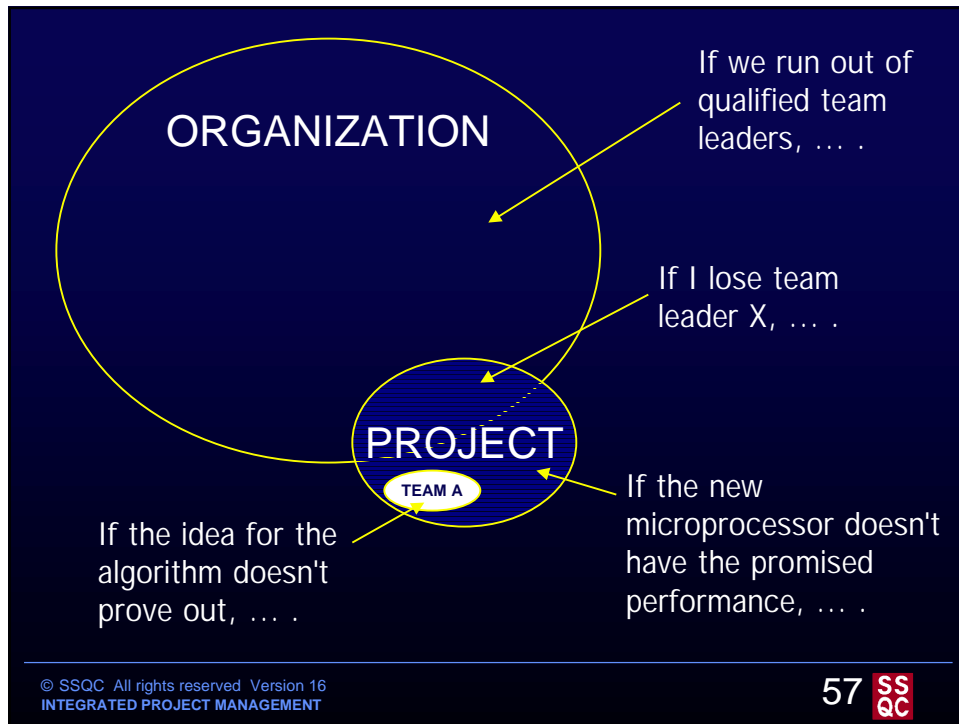 If we run out of
qualified team
leaders, ... .
ORGANIZATION
If I lose team
leader X, ... .
PROJECT
TEAM A
If the idea for the
algorithm doesn't
prove out, ... .
If the new
microprocessor doesn't
have the promised
performance, ... .
© SSQC All rights reserved Version 16
INTEGRATED PROJECT MANAGEMENT
57
SS
QC